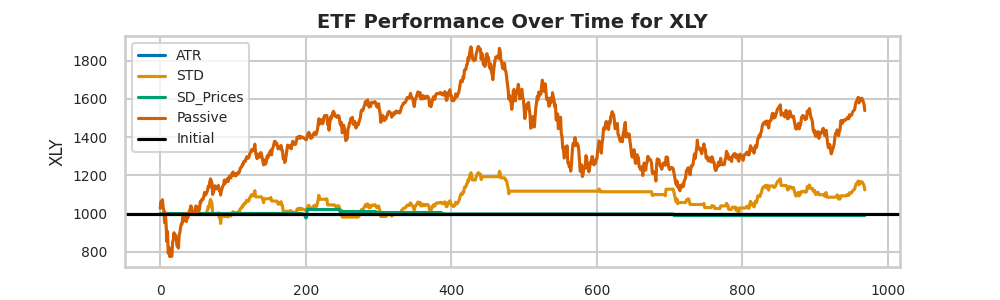 ETF Performance Over Time for XLY
XLY
1800
1600
1400
1200
1000
800
ATR
STD
SD_Prices
Passive
Initial
0
200
400
600
800
1000